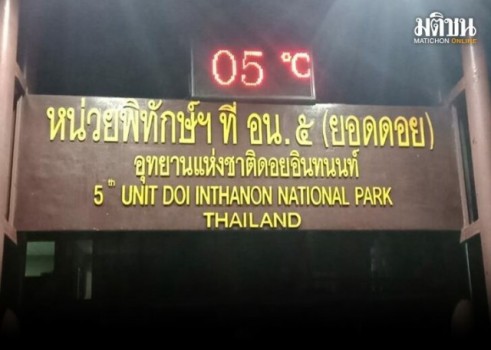 มติชน
MATICHON ONLINE
05 °C
หน่วยพิทักษ์ฯ ที่ อน. ๕ (ยอดดอย)
อุทยานแห่งชาติดอยอินทนนท์
5 th UNIT DOI INTHANON NATIONAL PARK
THAILAND